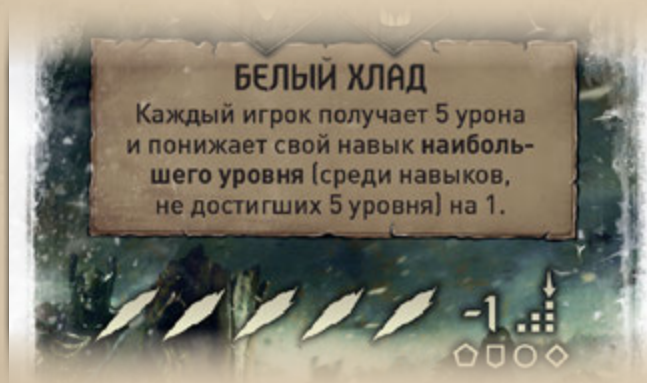 БЕЛЫЙ ХЛАД
Каждый игрок получает 5 урона
и понижает свой навык наиболь-
шего уровня (среди навыков,
не достигших 5 уровня) на 1.
-1